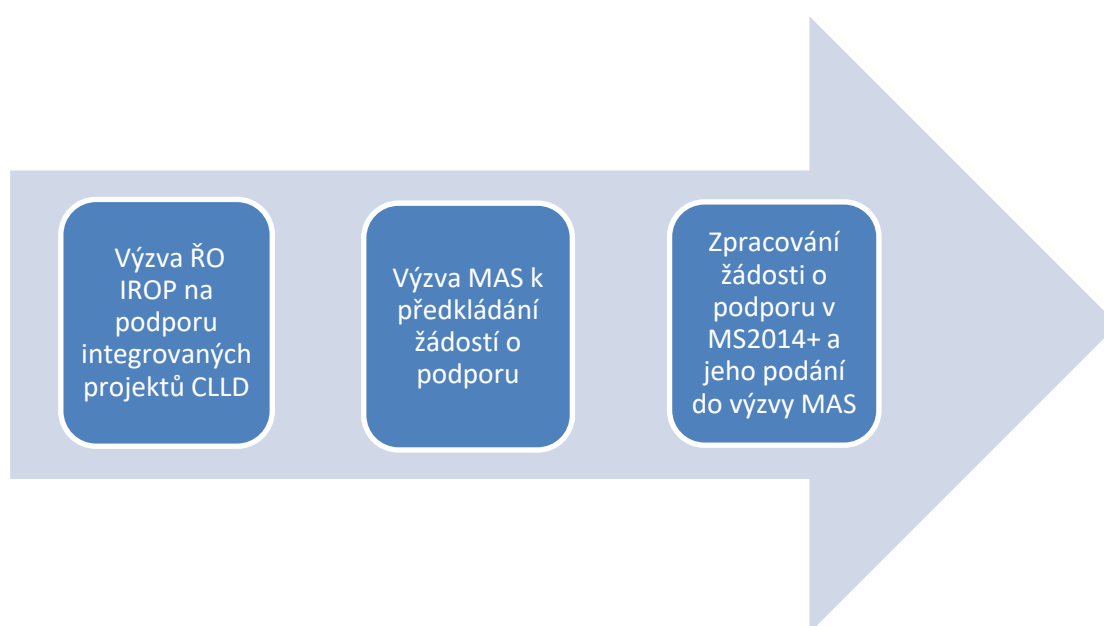 Výzva ŘO
IROP na
podporu
integrovaných
projektů CLLD
Výzva MAS k
předkládání
žádostí o
podporu
Zpracování
žádosti o
podporu v
MS2014+ a
jeho podání
do výzvy MAS